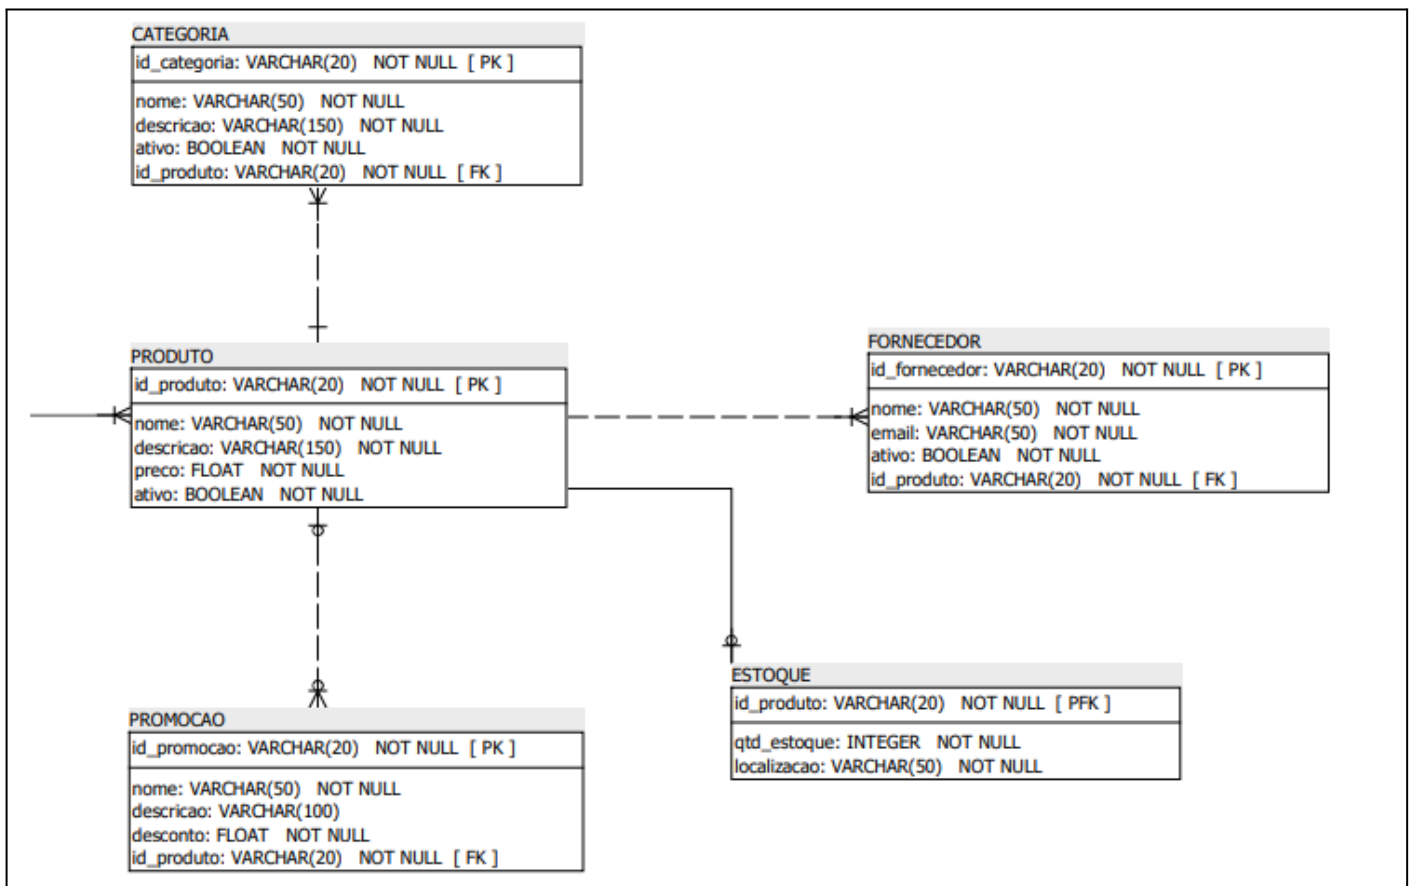 CATEGORIA
id_categoria: VARCHAR(20) NOT NULL [ PK ]
nome: VARCHAR(50) NOT NULL
descricao: VARCHAR(150) NOT NULL
ativo: BOOLEAN NOT NULL
id_produto: VARCHAR(20) NOT NULL [ FK ]
PRODUTO
id_produto: VARCHAR(20) NOT NULL [ PK ]
nome: VARCHAR(50) NOT NULL
descricao: VARCHAR(150) NOT NULL
preco: FLOAT NOT NULL
ativo: BOOLEAN NOT NULL
FORNECEDOR
id_fornecedor: VARCHAR(20) NOT NULL [ PK ]
nome: VARCHAR(50) NOT NULL
email: VARCHAR(50) NOT NULL
ativo: BOOLEAN NOT NULL
id_produto: VARCHAR(20) NOT NULL [ FK ]
ESTOQUE
id_produto: VARCHAR(20) NOT NULL [ PFK ]
qtd_estoque: INTEGER NOT NULL
localizacao: VARCHAR(50) NOT NULL
PROMOCAO
id_promocao: VARCHAR(20) NOT NULL [ PK ]
nome: VARCHAR(50) NOT NULL
descricao: VARCHAR(100)
desconto: FLOAT NOT NULL
id_produto: VARCHAR(20) NOT NULL [ FK ]